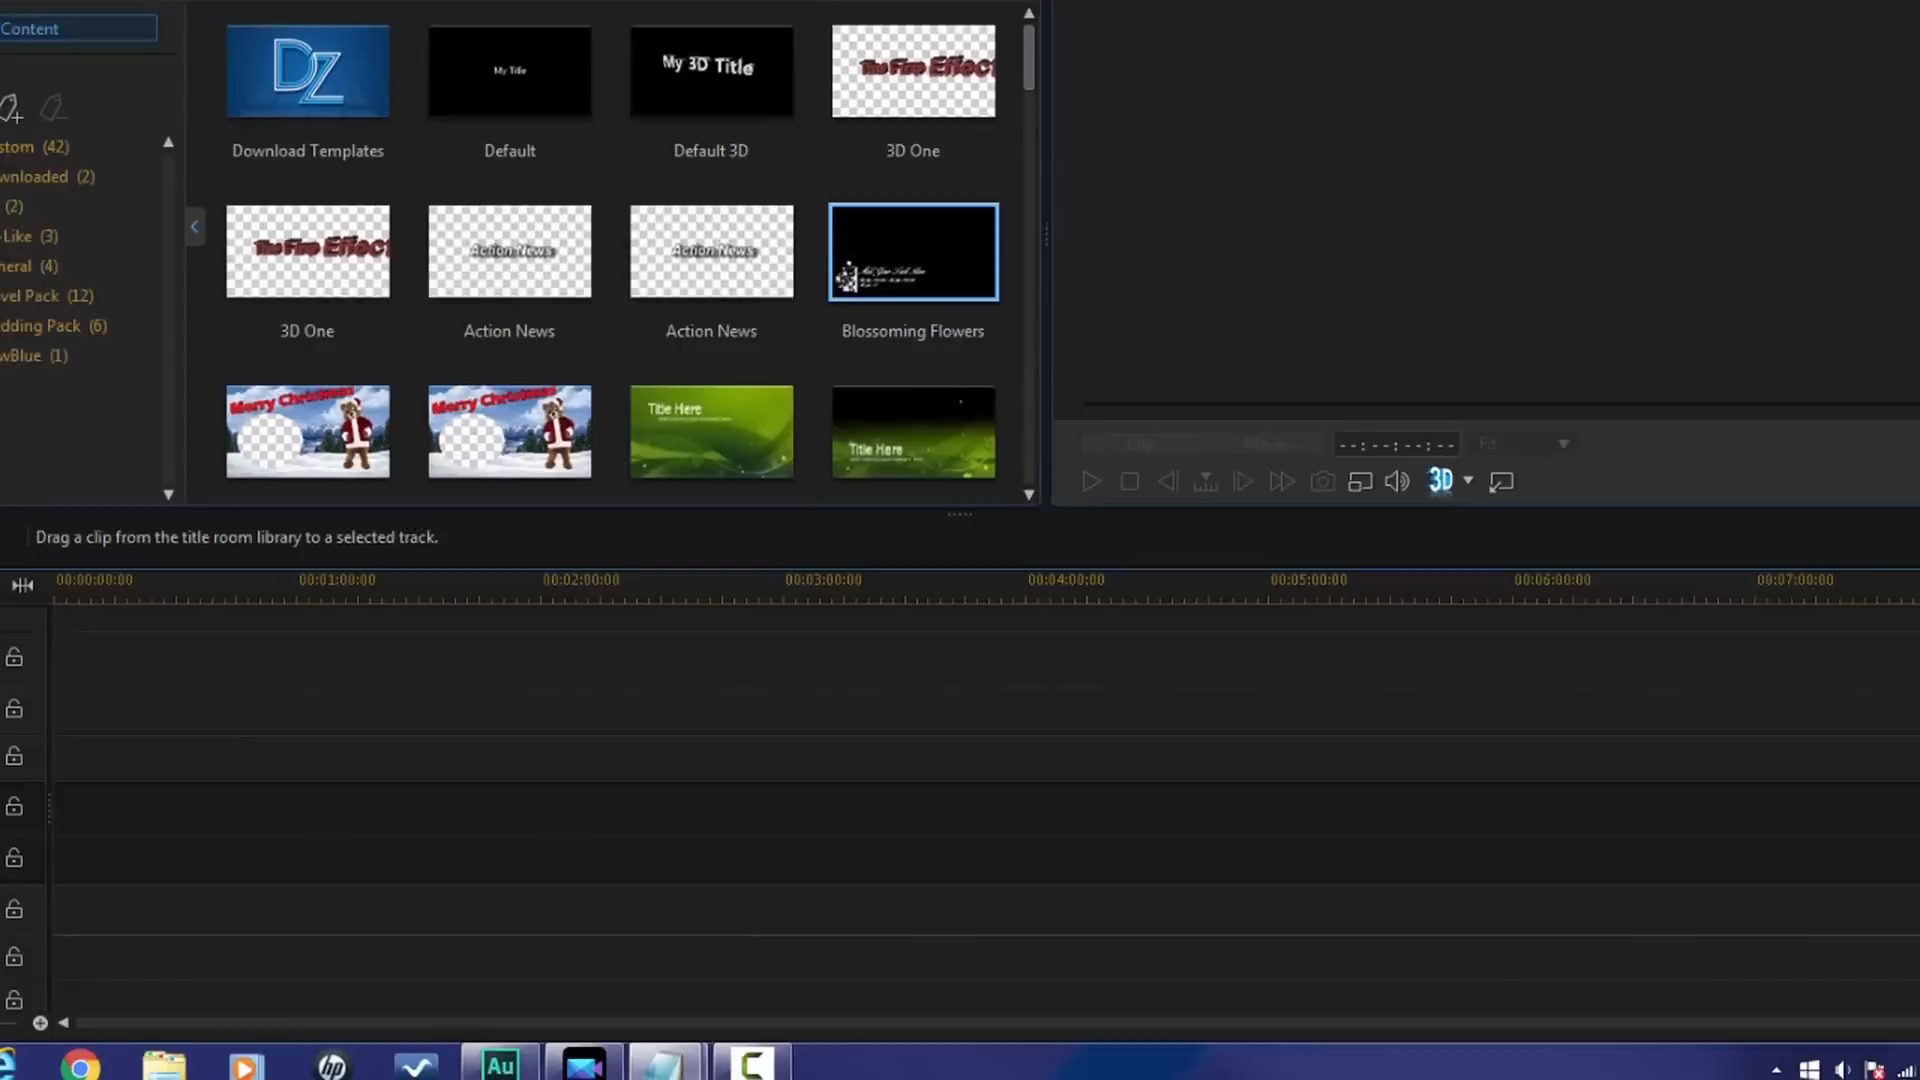 Content
DZ
My Title
My 3D Title
The Fire Effect
Download Templates
Default
Default 3D
3D One
stom (42)
wnloaded (2)
(2)
-Like (3)
neral (4)
vel Pack (12)
dding Pack (6)
wBlue (1)
The Fire Effect
Action News
Action News
3D One
Action News
Action News
Blossoming Flowers
Merry Christmas
Merry Christmas
Title Here
Title Here
Clip
Movie
--:--:--:--
Fit
3D
Drag a clip from the title room library to a selected track.
00:00:00:00
00:01:00:00
00:02:00:00
00:03:00:00
00:04:00:00
00:05:00:00
00:06:00:00
00:07:00:00
hp
Au
C